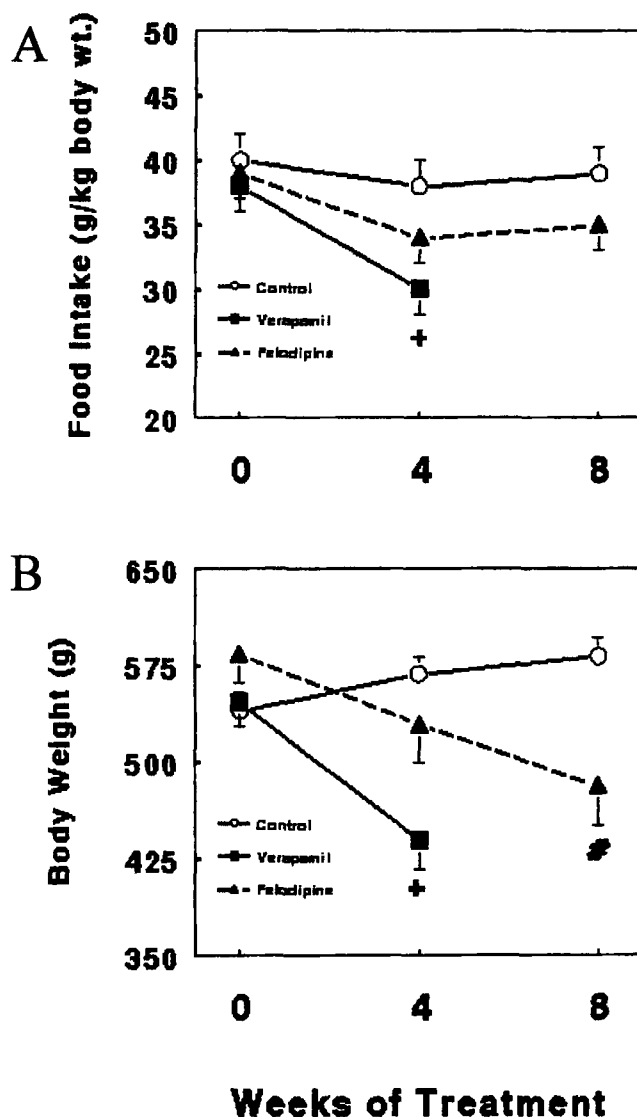 A
Food Intake (g/kg body wt.)
50
45
40
35
30
25
20
Control
Verapamil
Felodipine
+
0 4 8
B
Body Weight (g)
650
575
500
425
350
Control
Verapamil
Felodipine
+
#
0 4 8
Weeks of Treatment